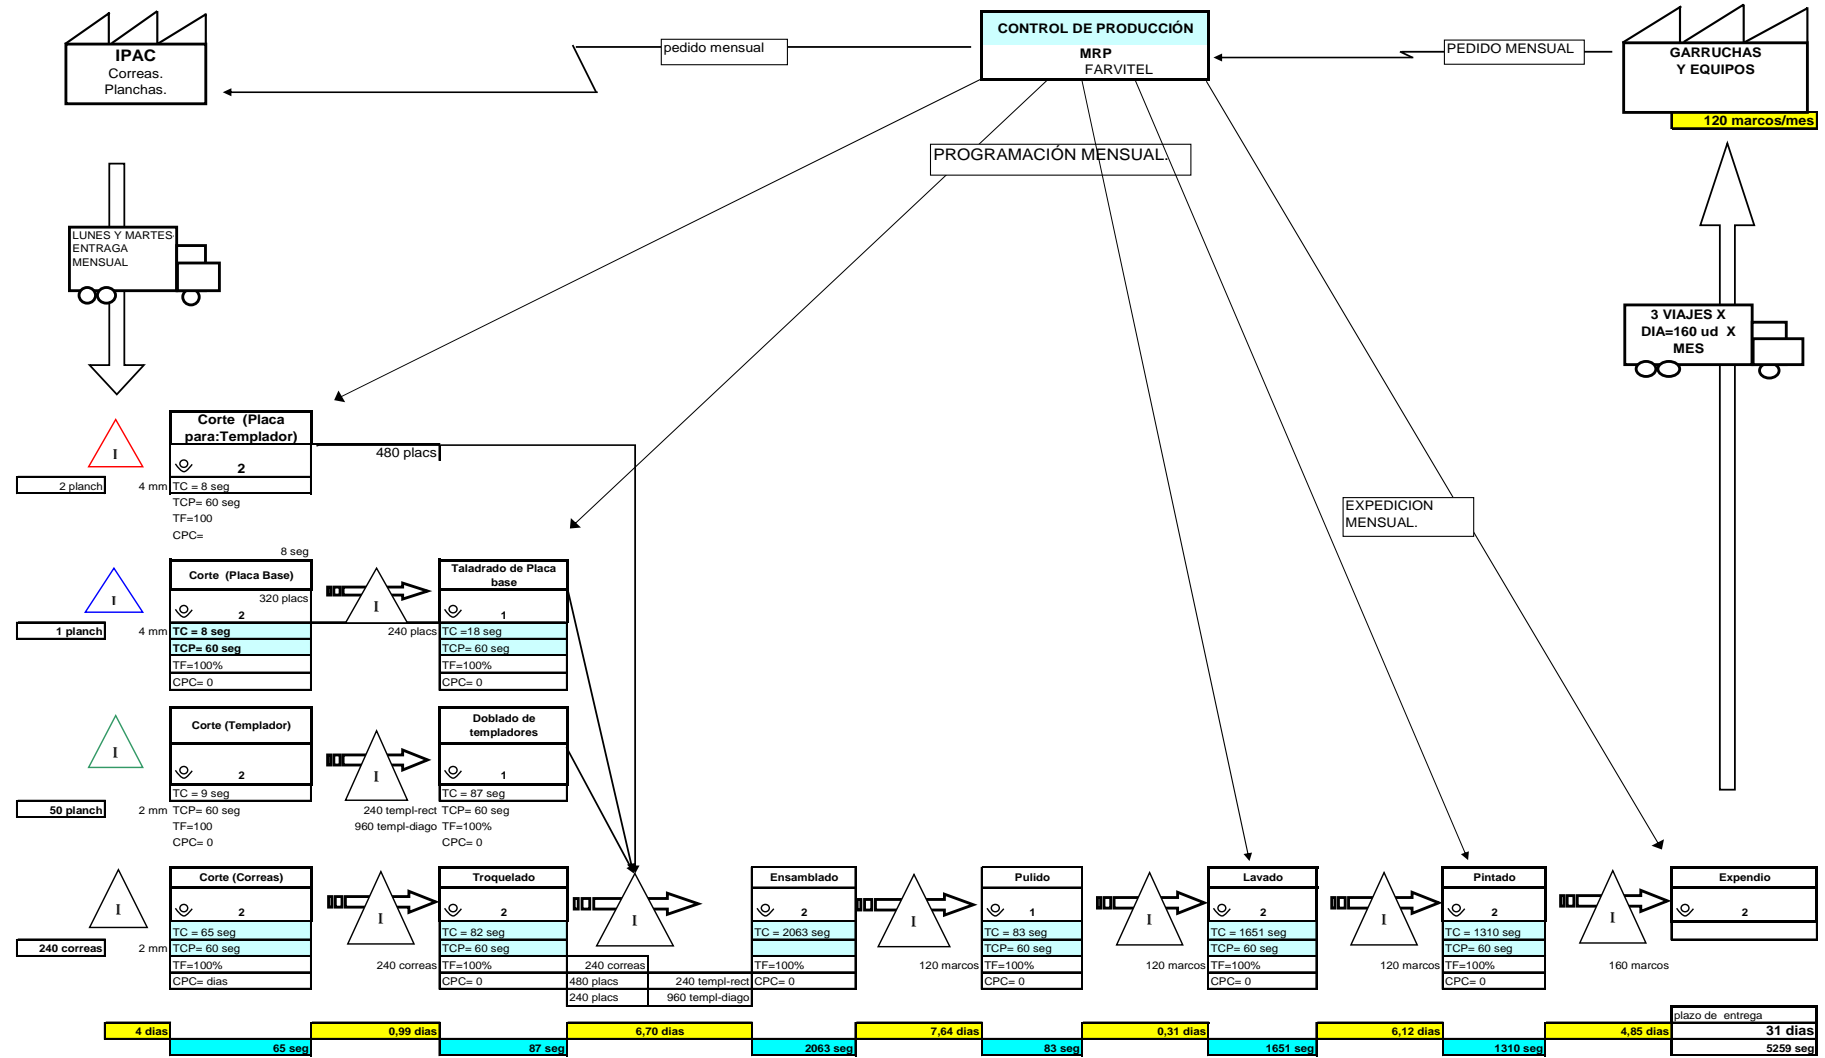 IPAC
Correas.
Planchas.
pedido mensual
CONTROL DE PRODUCCIÓN
MRP
FARVITEL
PEDIDO MENSUAL
GARRUCHAS
Y EQUIPOS
120 marcos/mes
PROGRAMACIÓN MENSUAL.
LUNES Y MARTES
ENTRAGA
MENSUAL
3 VIAJES X
DIA=160 ud X
MES
EXPEDICION
MENSUAL.
I
2 planch
4 mm
Corte (Placa
para:Templador)
2
TC = 8 seg
TCP= 60 seg
TF=100
CPC=
8 seg
480 placs
I
1 planch
4 mm
Corte (Placa Base)
320 placs
2
TC = 8 seg
TCP= 60 seg
TF=100%
CPC= 0
I
240 placs
Taladrado de Placa
base
1
TC =18 seg
TCP= 60 seg
TF=100%
CPC= 0
I
50 planch
2 mm
Corte (Templador)
2
TC = 9 seg
TCP= 60 seg
TF=100
CPC= 0
I
240 templ-rect
960 templ-diago
Doblado de
templadores
1
TC = 87 seg
TCP= 60 seg
TF=100%
CPC= 0
I
240 correas
2 mm
Corte (Correas)
2
TC = 65 seg
TCP= 60 seg
TF=100%
CPC= dias
I
240 correas
Troquelado
2
TC = 82 seg
TCP= 60 seg
TF=100%
CPC= 0
I
240 correas
480 placs
240 templ-rect
240 placs
960 templ-diago
Ensamblado
2
TC = 2063 seg
TF=100%
CPC= 0
I
120 marcos
Pulido
1
TC = 83 seg
TCP= 60 seg
TF=100%
CPC= 0
I
120 marcos
Lavado
2
TC = 1651 seg
TCP= 60 seg
TF=100%
CPC= 0
I
120 marcos
Pintado
2
TC = 1310 seg
TCP= 60 seg
TF=100%
CPC= 0
I
160 marcos
Expendio
2
plazo de entrega
4 dias
0,99 dias
6,70 dias
7,64 dias
0,31 dias
6,12 dias
4,85 dias
31 dias
65 seg
87 seg
2063 seg
83 seg
1651 seg
1310 seg
5259 seg